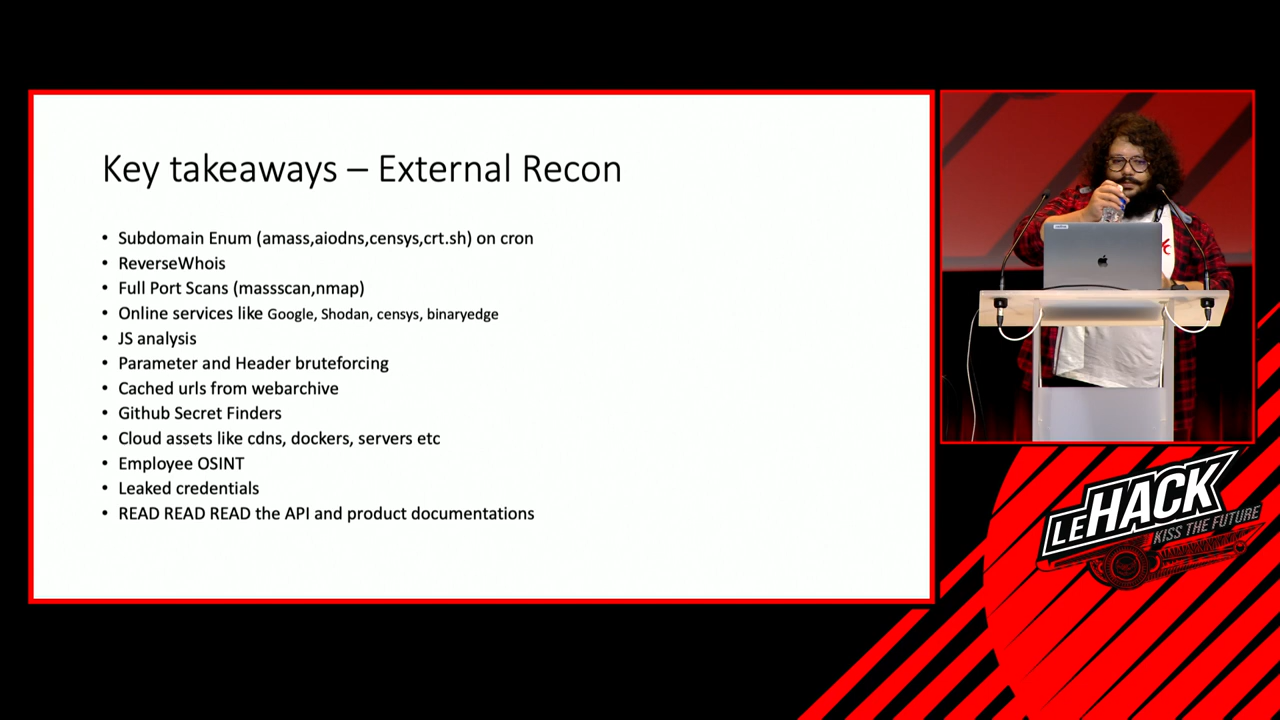 Key takeaways – External Recon
• Subdomain Enum (amass,aiodns,censys,crt.sh) on cron
• ReverseWhois
• Full Port Scans (massscan,nmap)
• Online services like Google, Shodan, censys, binaryedge
• JS analysis
• Parameter and Header bruteforcing
• Cached urls from webarchive
• Github Secret Finders
• Cloud assets like cdns, dockers, servers etc
• Employee OSINT
• Leaked credentials
• READ READ READ the API and product documentations
LEHACK
KISS THE FUTURE